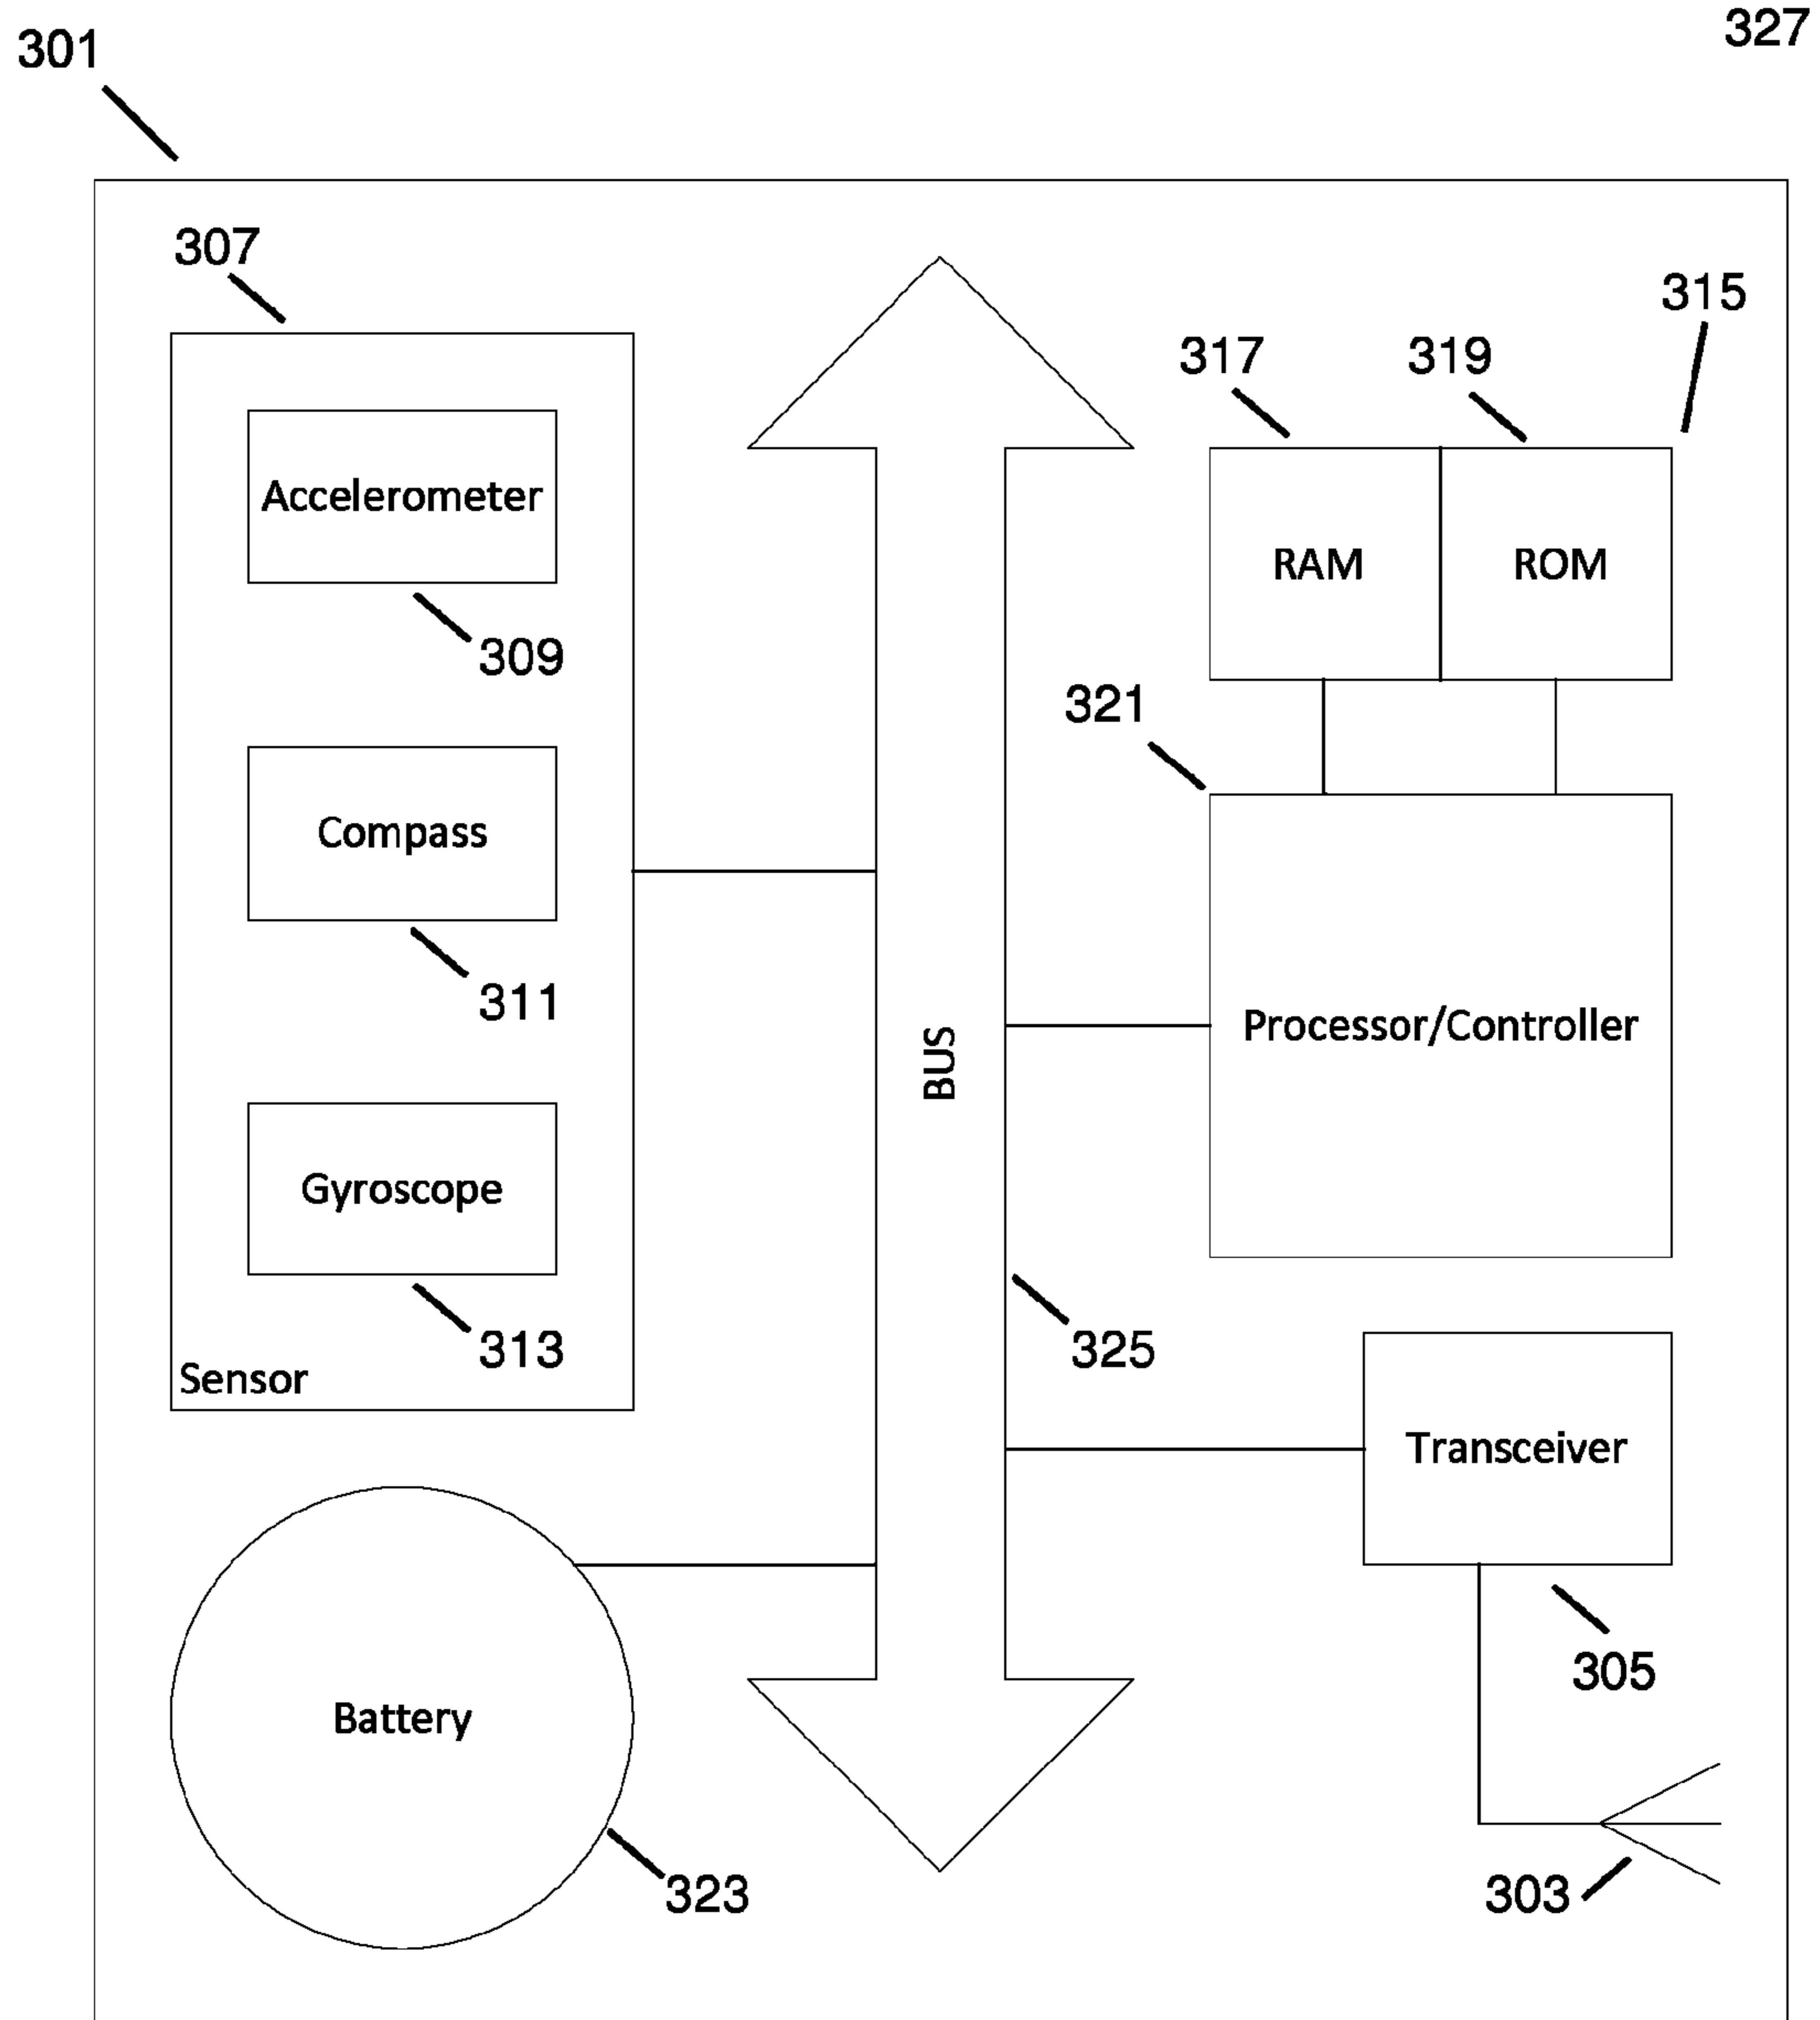 301
327
307
315
317
319
Accelerometer
RAM
ROM
309
321
Compass
311
BUS
Processor/Controller
Gyroscope
313
325
Sensor
Transceiver
305
Battery
323
303